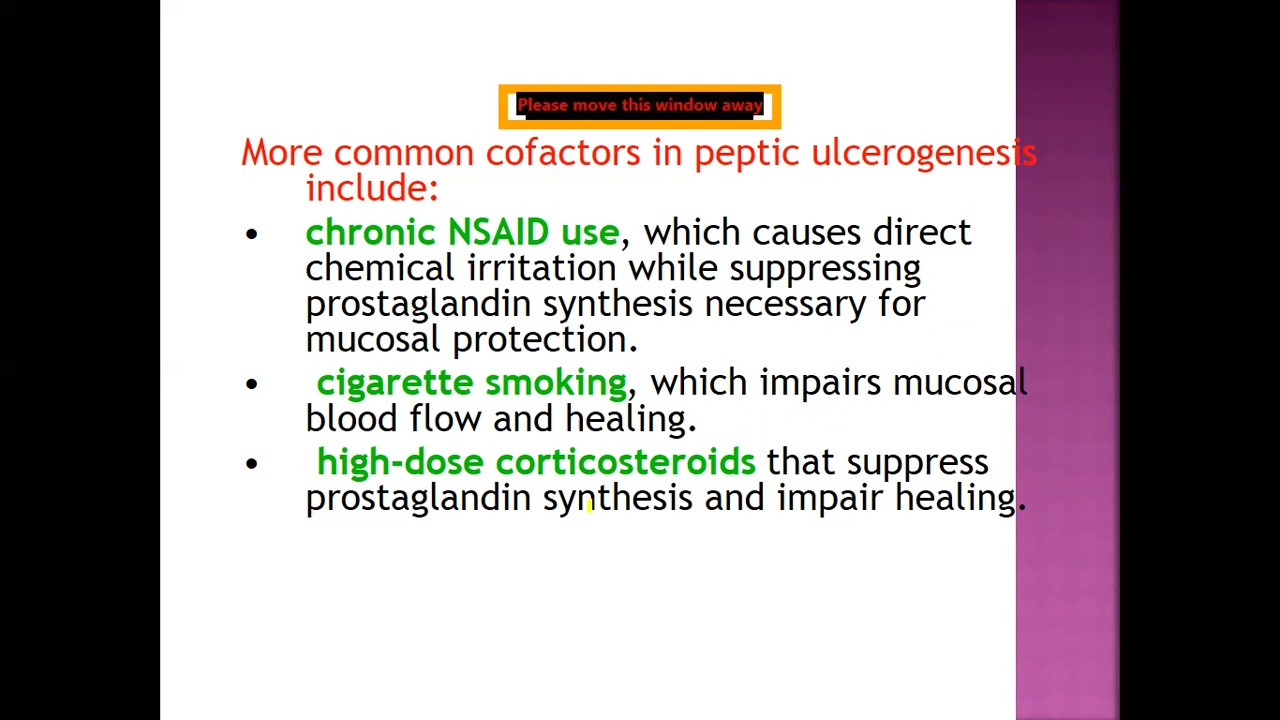 Please move this window away
More common cofactors in peptic ulcerogenesis
include:
• chronic NSAID use, which causes direct
chemical irritation while suppressing
prostaglandin synthesis necessary for
mucosal protection.
• cigarette smoking, which impairs mucosal
blood flow and healing.
• high-dose corticosteroids that suppress
prostaglandin synthesis and impair healing.